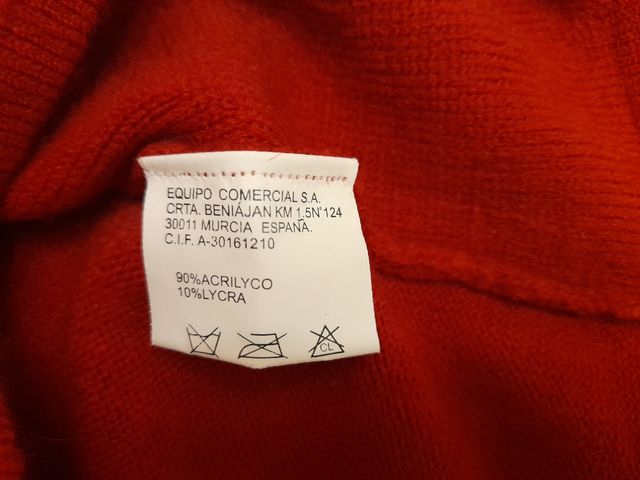 EQUIPO COMERCIAL S.A.
CRTA. BENIÁJAN KM 1,5N°124
30011 MURCIA ESPAÑA.
C.I.F. A-30161210
90%ACRILYCO
10%LYCRA
CL